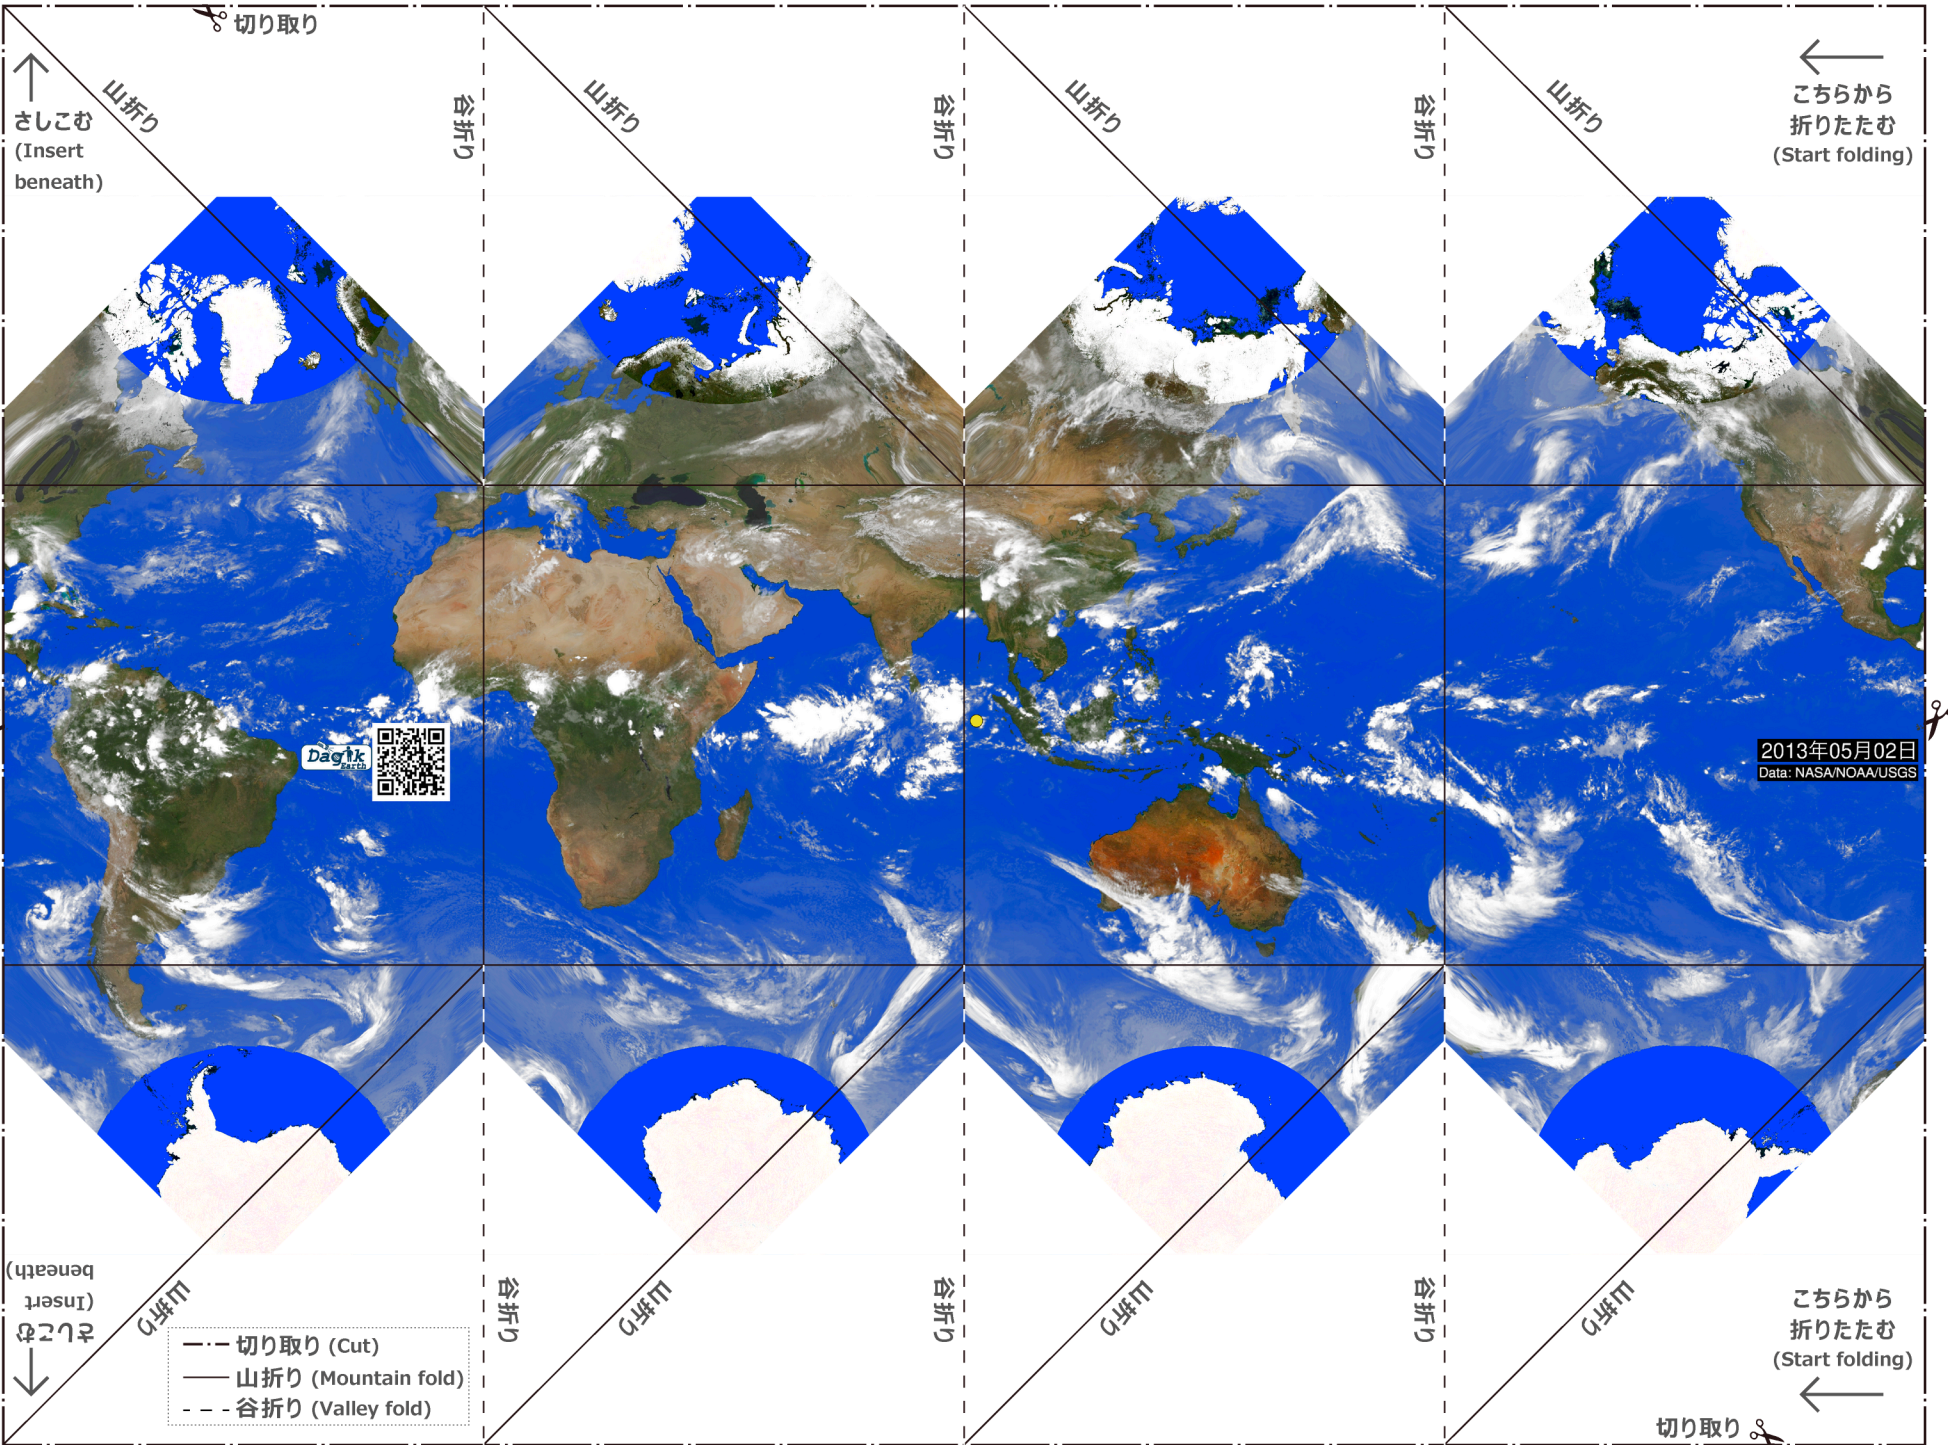 切り取り
さしこむ
(Insert
beneath)
山折り
谷折り
山折り
谷折り
山折り
谷折り
山折り
こちらから
折りたたむ
(Start folding)
Dagik
Earth
2013年05月02日
Data: NASA/NOAA/USGS
さしこむ
(Insert
beneath)
山折り
谷折り
山折り
谷折り
山折り
谷折り
山折り
こちらから
折りたたむ
(Start folding)
切り取り (Cut)
山折り (Mountain fold)
谷折り (Valley fold)
切り取り